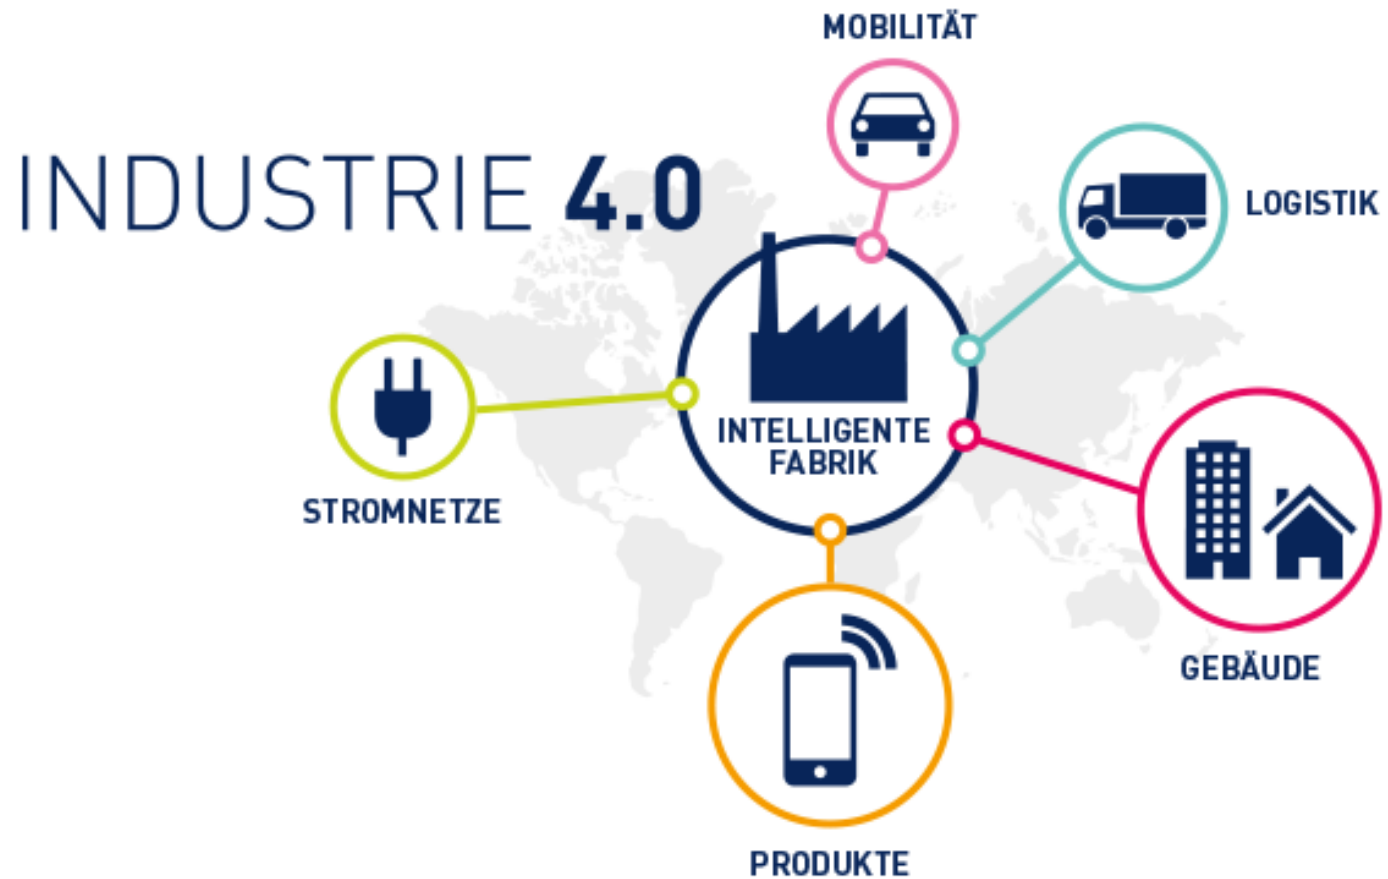 MOBILITÄT
INDUSTRIE 4.0
LOGISTIK
INTELLIGENTE
FABRIK
STROMNETZE
GEBÄUDE
PRODUKTE